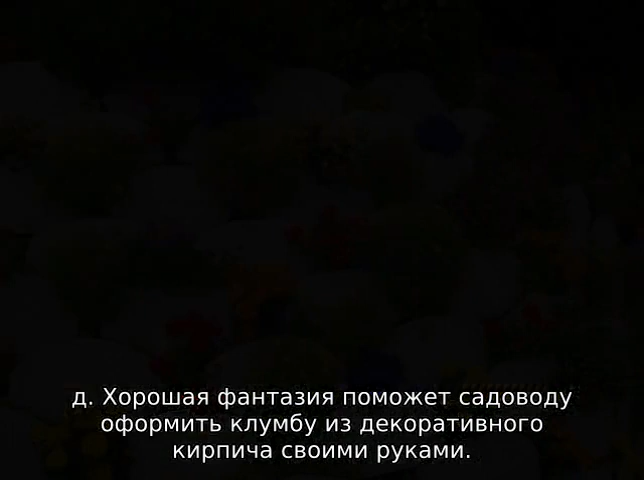 д. Хорошая фантазия поможет садоводу
оформить клумбу из декоративного
кирпича своими руками.